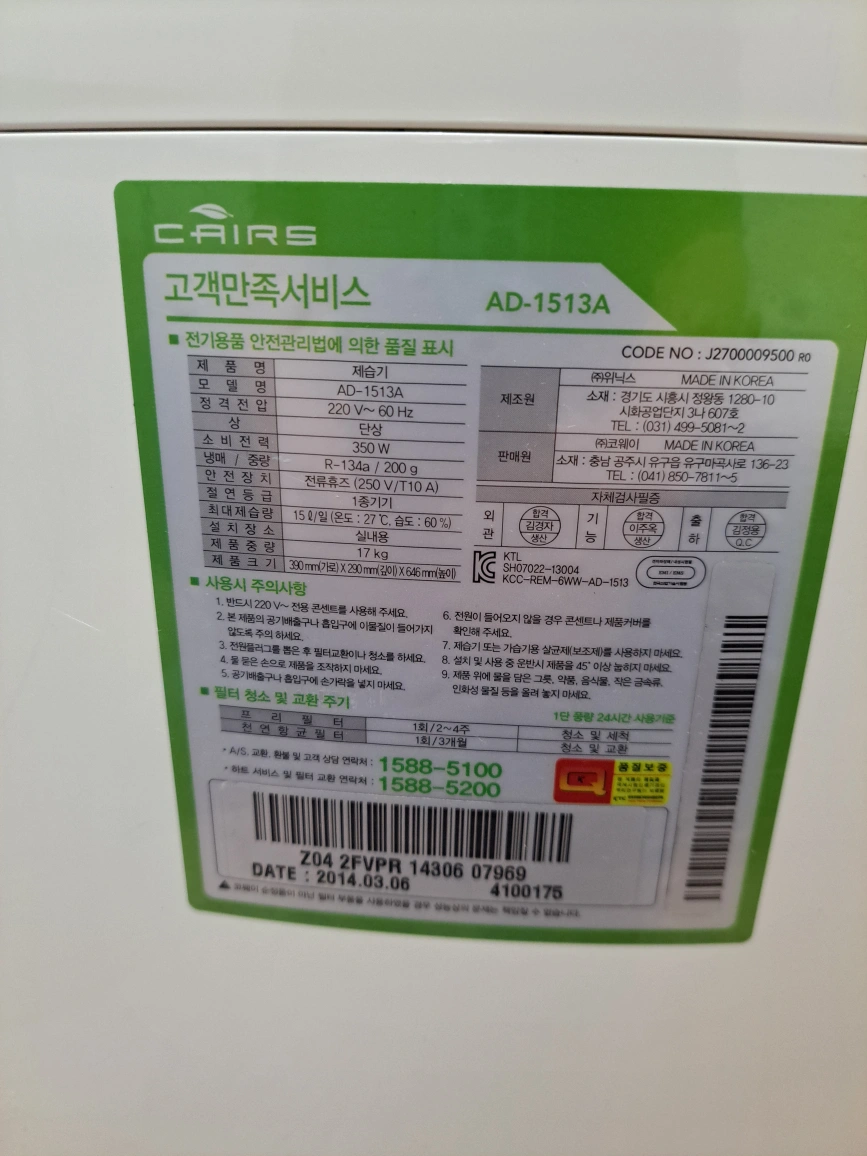 CAIRS
고객만족서비스 AD-1513A
■ 전기용품 안전관리법에 의한 품질 표시
CODE NO : J2700009500 R0
제 품 명 제습기
모 델 명 AD-1513A
정 격 전 압 220 V~ 60 Hz
상 단상
소 비 전 력 350 W
냉매 / 중량 R-134a / 200 g
안 전 장 치 전류휴즈 (250 V/T10 A)
절 연 등 급 1종기기
최대제습량 15 ℓ/일 (온도 : 27 ℃, 습도 : 60 %)
설 치 장 소 실내용
제 품 중 량 17 kg
제 품 크 기 390 mm(가로) X 290 mm(깊이) X 646 mm(높이)
제조원
㈜위닉스 MADE IN KOREA
소재 : 경기도 시흥시 정왕동 1280-10
시화공업단지 3나 607호
TEL : (031) 499-5081~2
판매원
㈜코웨이 MADE IN KOREA
소재 : 충남 공주시 유구읍 유구마곡사로 136-23
TEL : (041) 850-7811~5
자체검사필증
외관 합격 김경자 생산
기능 합격 이주옥 생산
출하 합격 김정용 Q.C
KTL
SH07022-13004
KCC-REM-6WW-AD-1513
■ 사용시 주의사항
1. 반드시 220 V~ 전용 콘센트를 사용해 주세요.
2. 본 제품의 공기배출구나 흡입구에 이물질이 들어가지
않도록 주의 하세요.
3. 전원플러그를 뽑은 후 필터교환이나 청소를 하세요.
4. 물 묻은 손으로 제품을 조작하지 마세요.
5. 공기배출구나 흡입구에 손가락을 넣지 마세요.
6. 전원이 들어오지 않을 경우 콘센트나 제품커버를
확인해 주세요.
7. 제습기 또는 가습기용 살균제(보조제)를 사용하지 마세요.
8. 설치 및 사용 중 운반시 제품을 45° 이상 눕히지 마세요.
9. 제품 위에 물을 담은 그릇, 약품, 음식물, 작은 금속류,
인화성 물질 등을 올려 놓지 마세요.
■ 필터 청소 및 교환 주기
1단 풍량 24시간 사용기준
프 리 필 터 1회/2~4주 청소 및 세척
천연항균필터 1회/3개월 청소 및 교환
* A/S, 교환, 환불 및 고객 상담 연락처 : 1588-5100
* 하트 서비스 및 필터 교환 연락처 : 1588-5200
품질보증
Z04 2FVPR 14306 07969
DATE : 2014.03.06 4100175